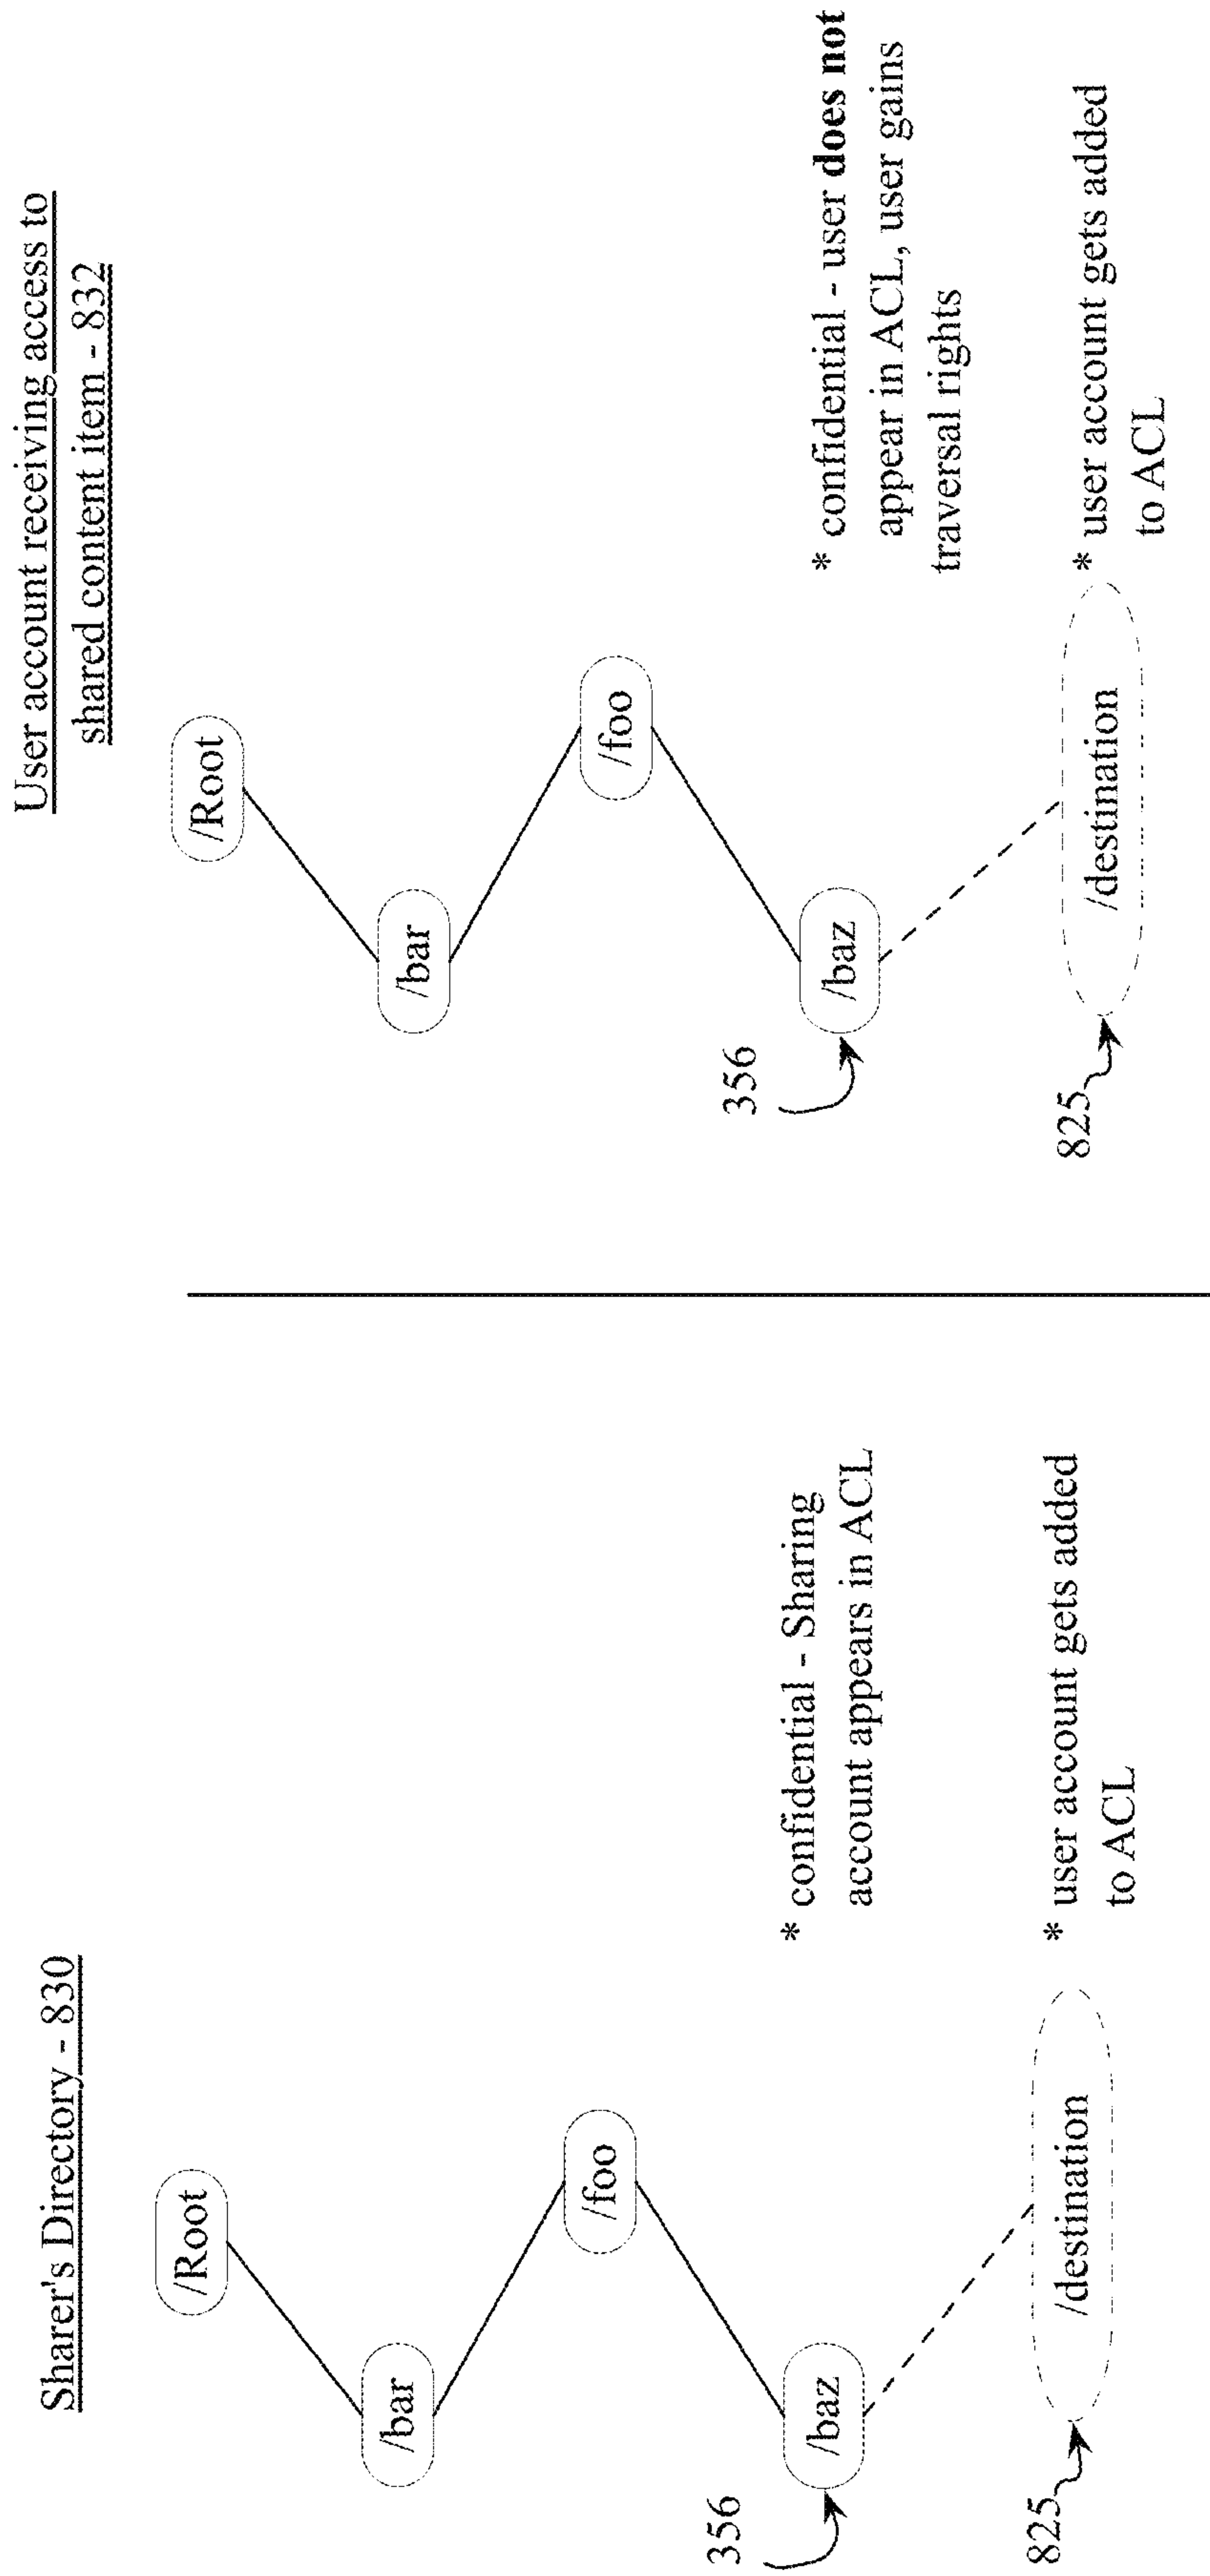 Sharer's Directory - 830
/Root
/bar
/foo
356
/baz
* confidential - Sharing
account appears in ACL
825
/destination
* user account gets added
to ACL
User account receiving access to
shared content item - 832
/Root
/bar
/foo
356
/baz
* confidential - user does not
appear in ACL, user gains
traversal rights
825
/destination
* user account gets added
to ACL